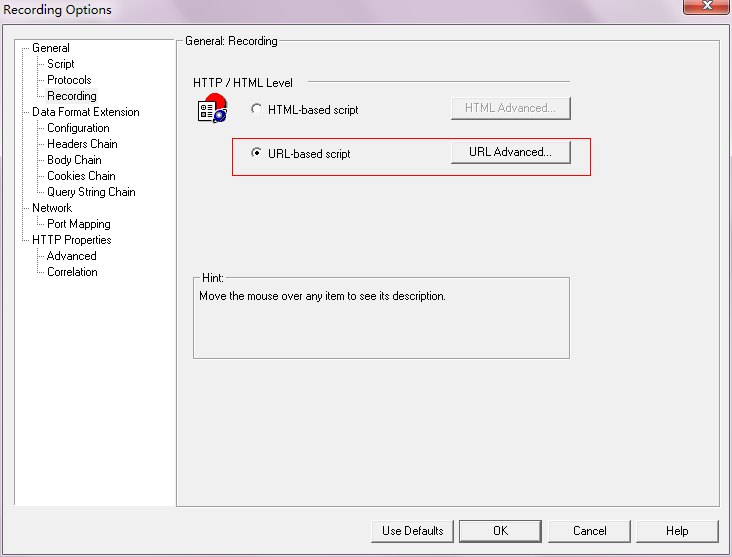 Recording Options
General
Script
Protocols
Recording
Data Format Extension
Configuration
Headers Chain
Body Chain
Cookies Chain
Query String Chain
Network
Port Mapping
HTTP Properties
Advanced
Correlation
General: Recording
HTTP / HTML Level
HTML-based script
HTML Advanced...
URL-based script
URL Advanced...
Hint:
Move the mouse over any item to see its description.
Use Defaults
OK
Cancel
Help